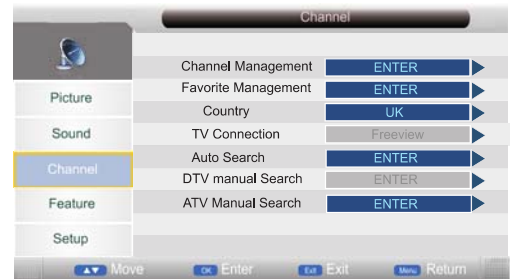 Channel
Picture
Sound
Channel
Feature
Setup
Channel Management ENTER
Favorite Management ENTER
Country UK
TV Connection Freeview
Auto Search ENTER
DTV manual Search ENTER
ATV Manual Search ENTER
▲▼ Move OK Enter Exit Exit Menu Return